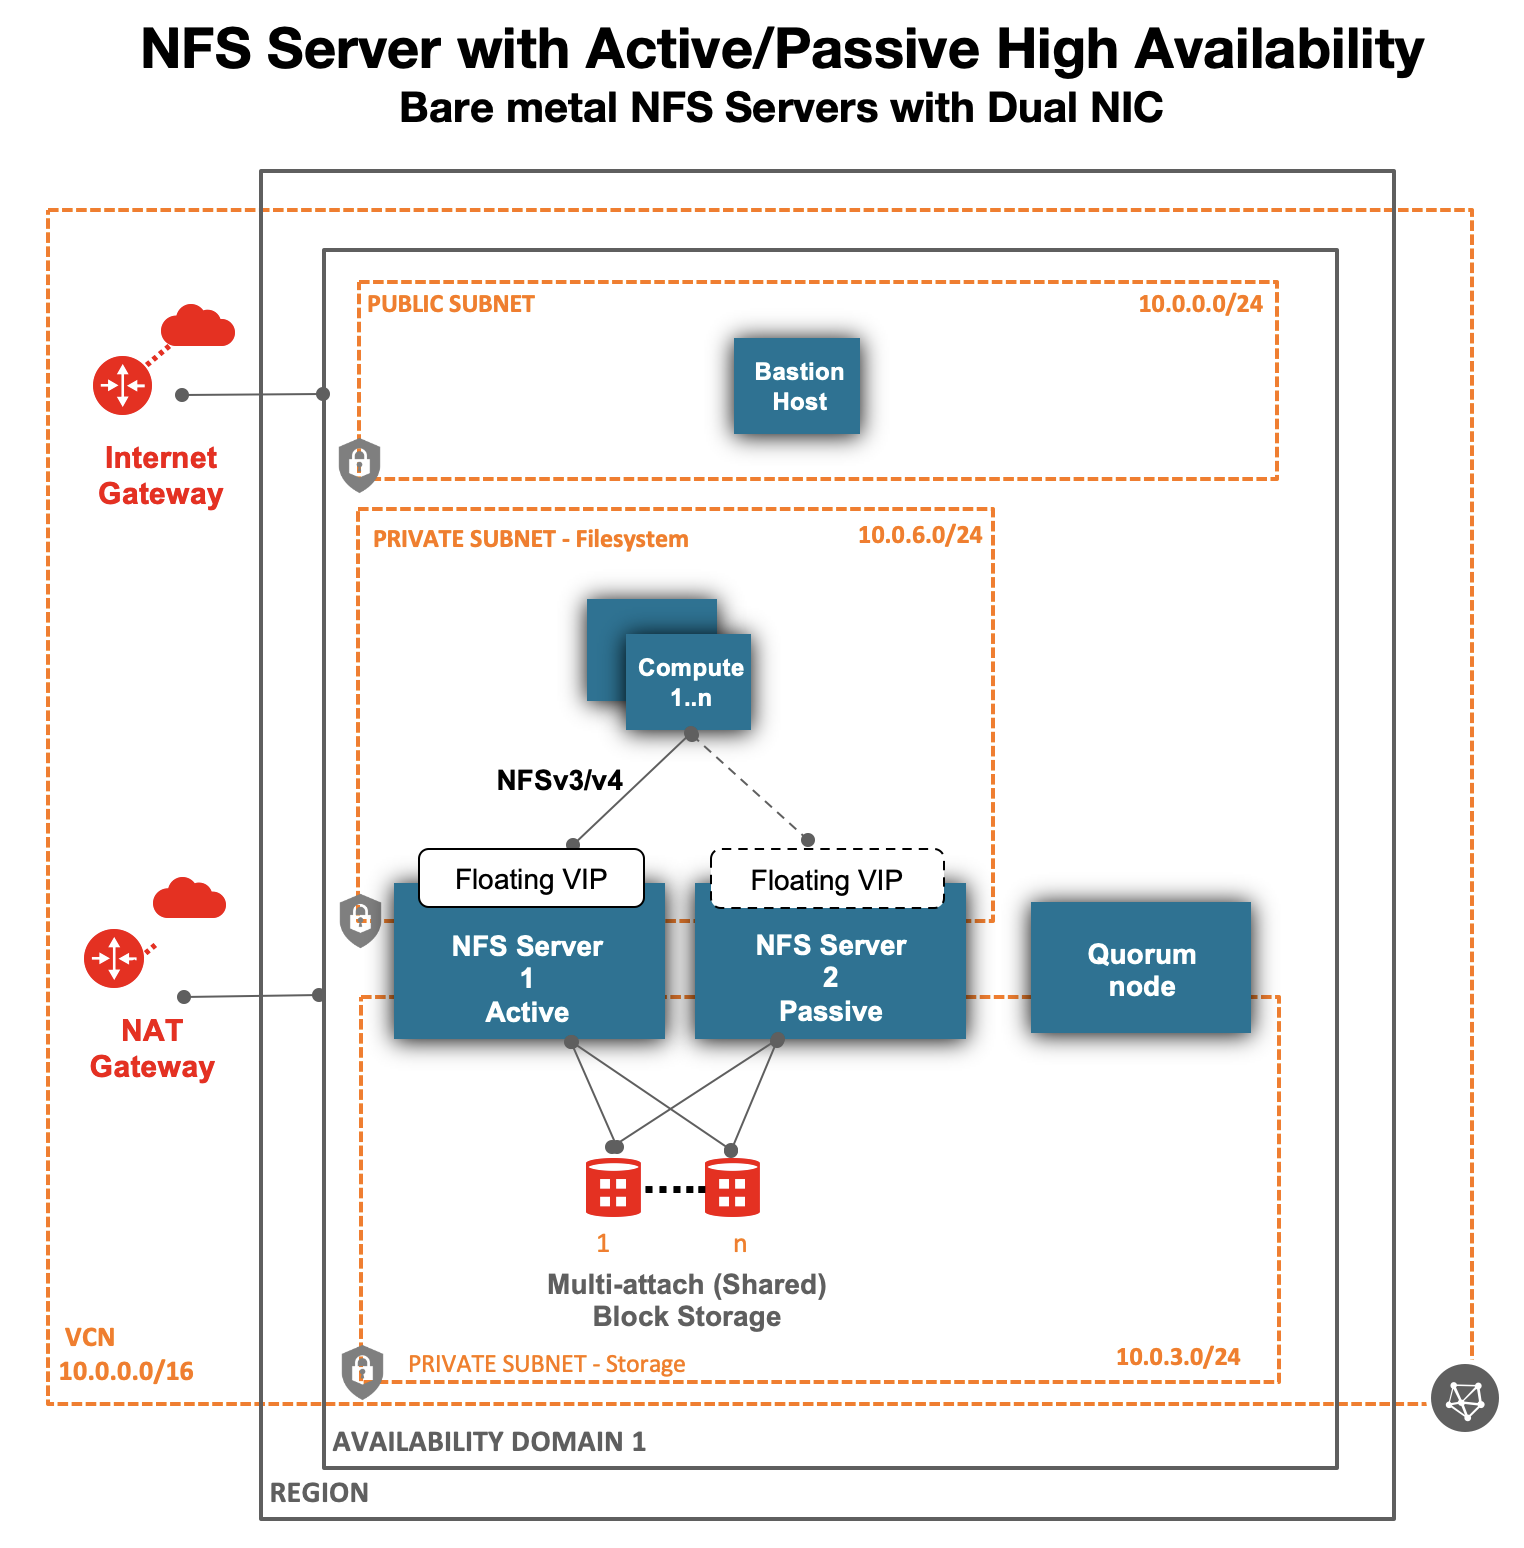 NFS Server with Active/Passive High Availability
Bare metal NFS Servers with Dual NIC
PUBLIC SUBNET
10.0.0.0/24
Bastion
Host
Internet
Gateway
PRIVATE SUBNET - Filesystem
10.0.6.0/24
Compute
1..n
NFSv3/v4
Floating VIP
Floating VIP
NFS Server
1
Active
NFS Server
2
Passive
Quorum
node
NAT
Gateway
1
n
Multi-attach (Shared)
Block Storage
VCN
10.0.0.0/16
PRIVATE SUBNET - Storage
10.0.3.0/24
AVAILABILITY DOMAIN 1
REGION